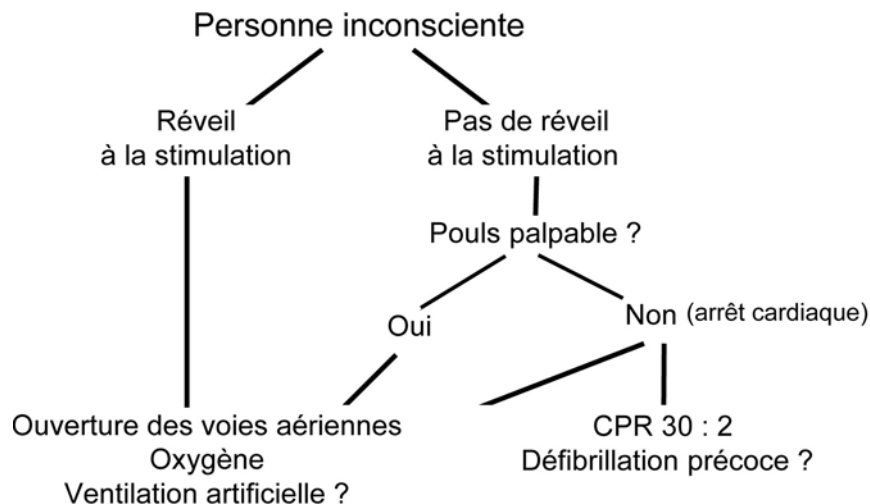 Personne inconsciente
Réveil
à la stimulation
Pas de réveil
à la stimulation
Pouls palpable ?
Oui
Non (arrêt cardiaque)
Ouverture des voies aériennes
Oxygène
Ventilation artificielle ?
CPR 30 : 2
Défibrillation précoce ?